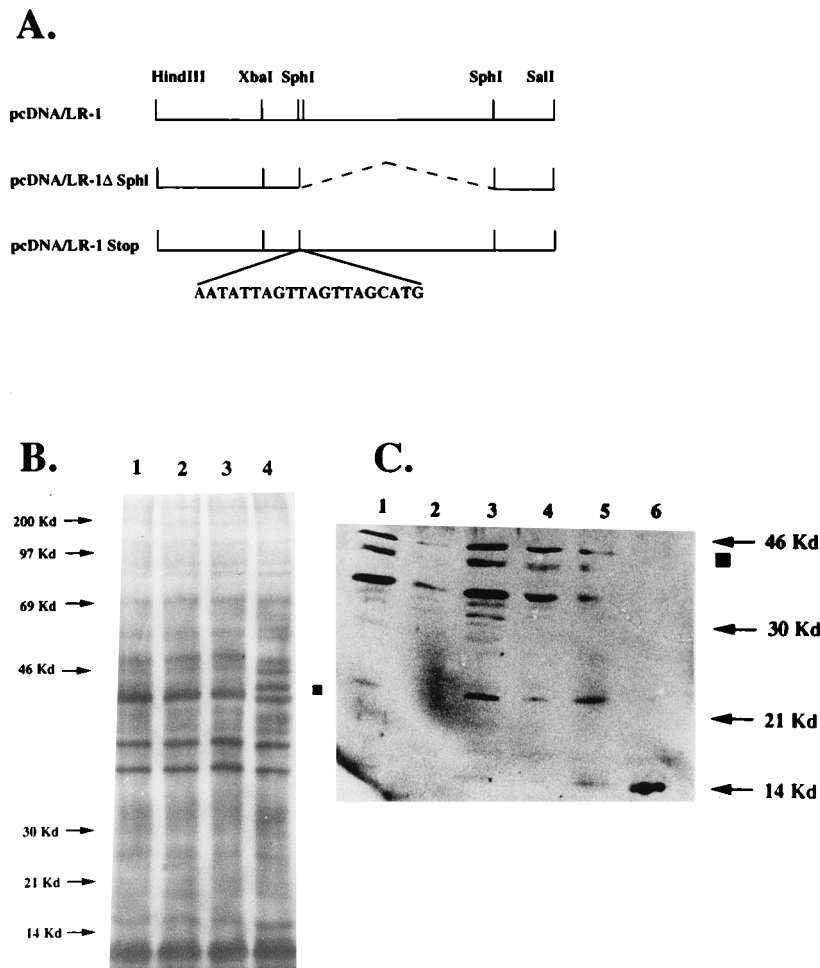 A.
HindIII XbaI SphI SphI SalI
pcDNA/LR-1
pcDNA/LR-1Δ SphI
pcDNA/LR-1 Stop
AATATTAGTTAGTTAGCATG
B.
1 2 3 4
200 Kd
97 Kd
69 Kd
46 Kd
30 Kd
21 Kd
14 Kd
C.
1 2 3 4 5 6
46 Kd
30 Kd
21 Kd
14 Kd